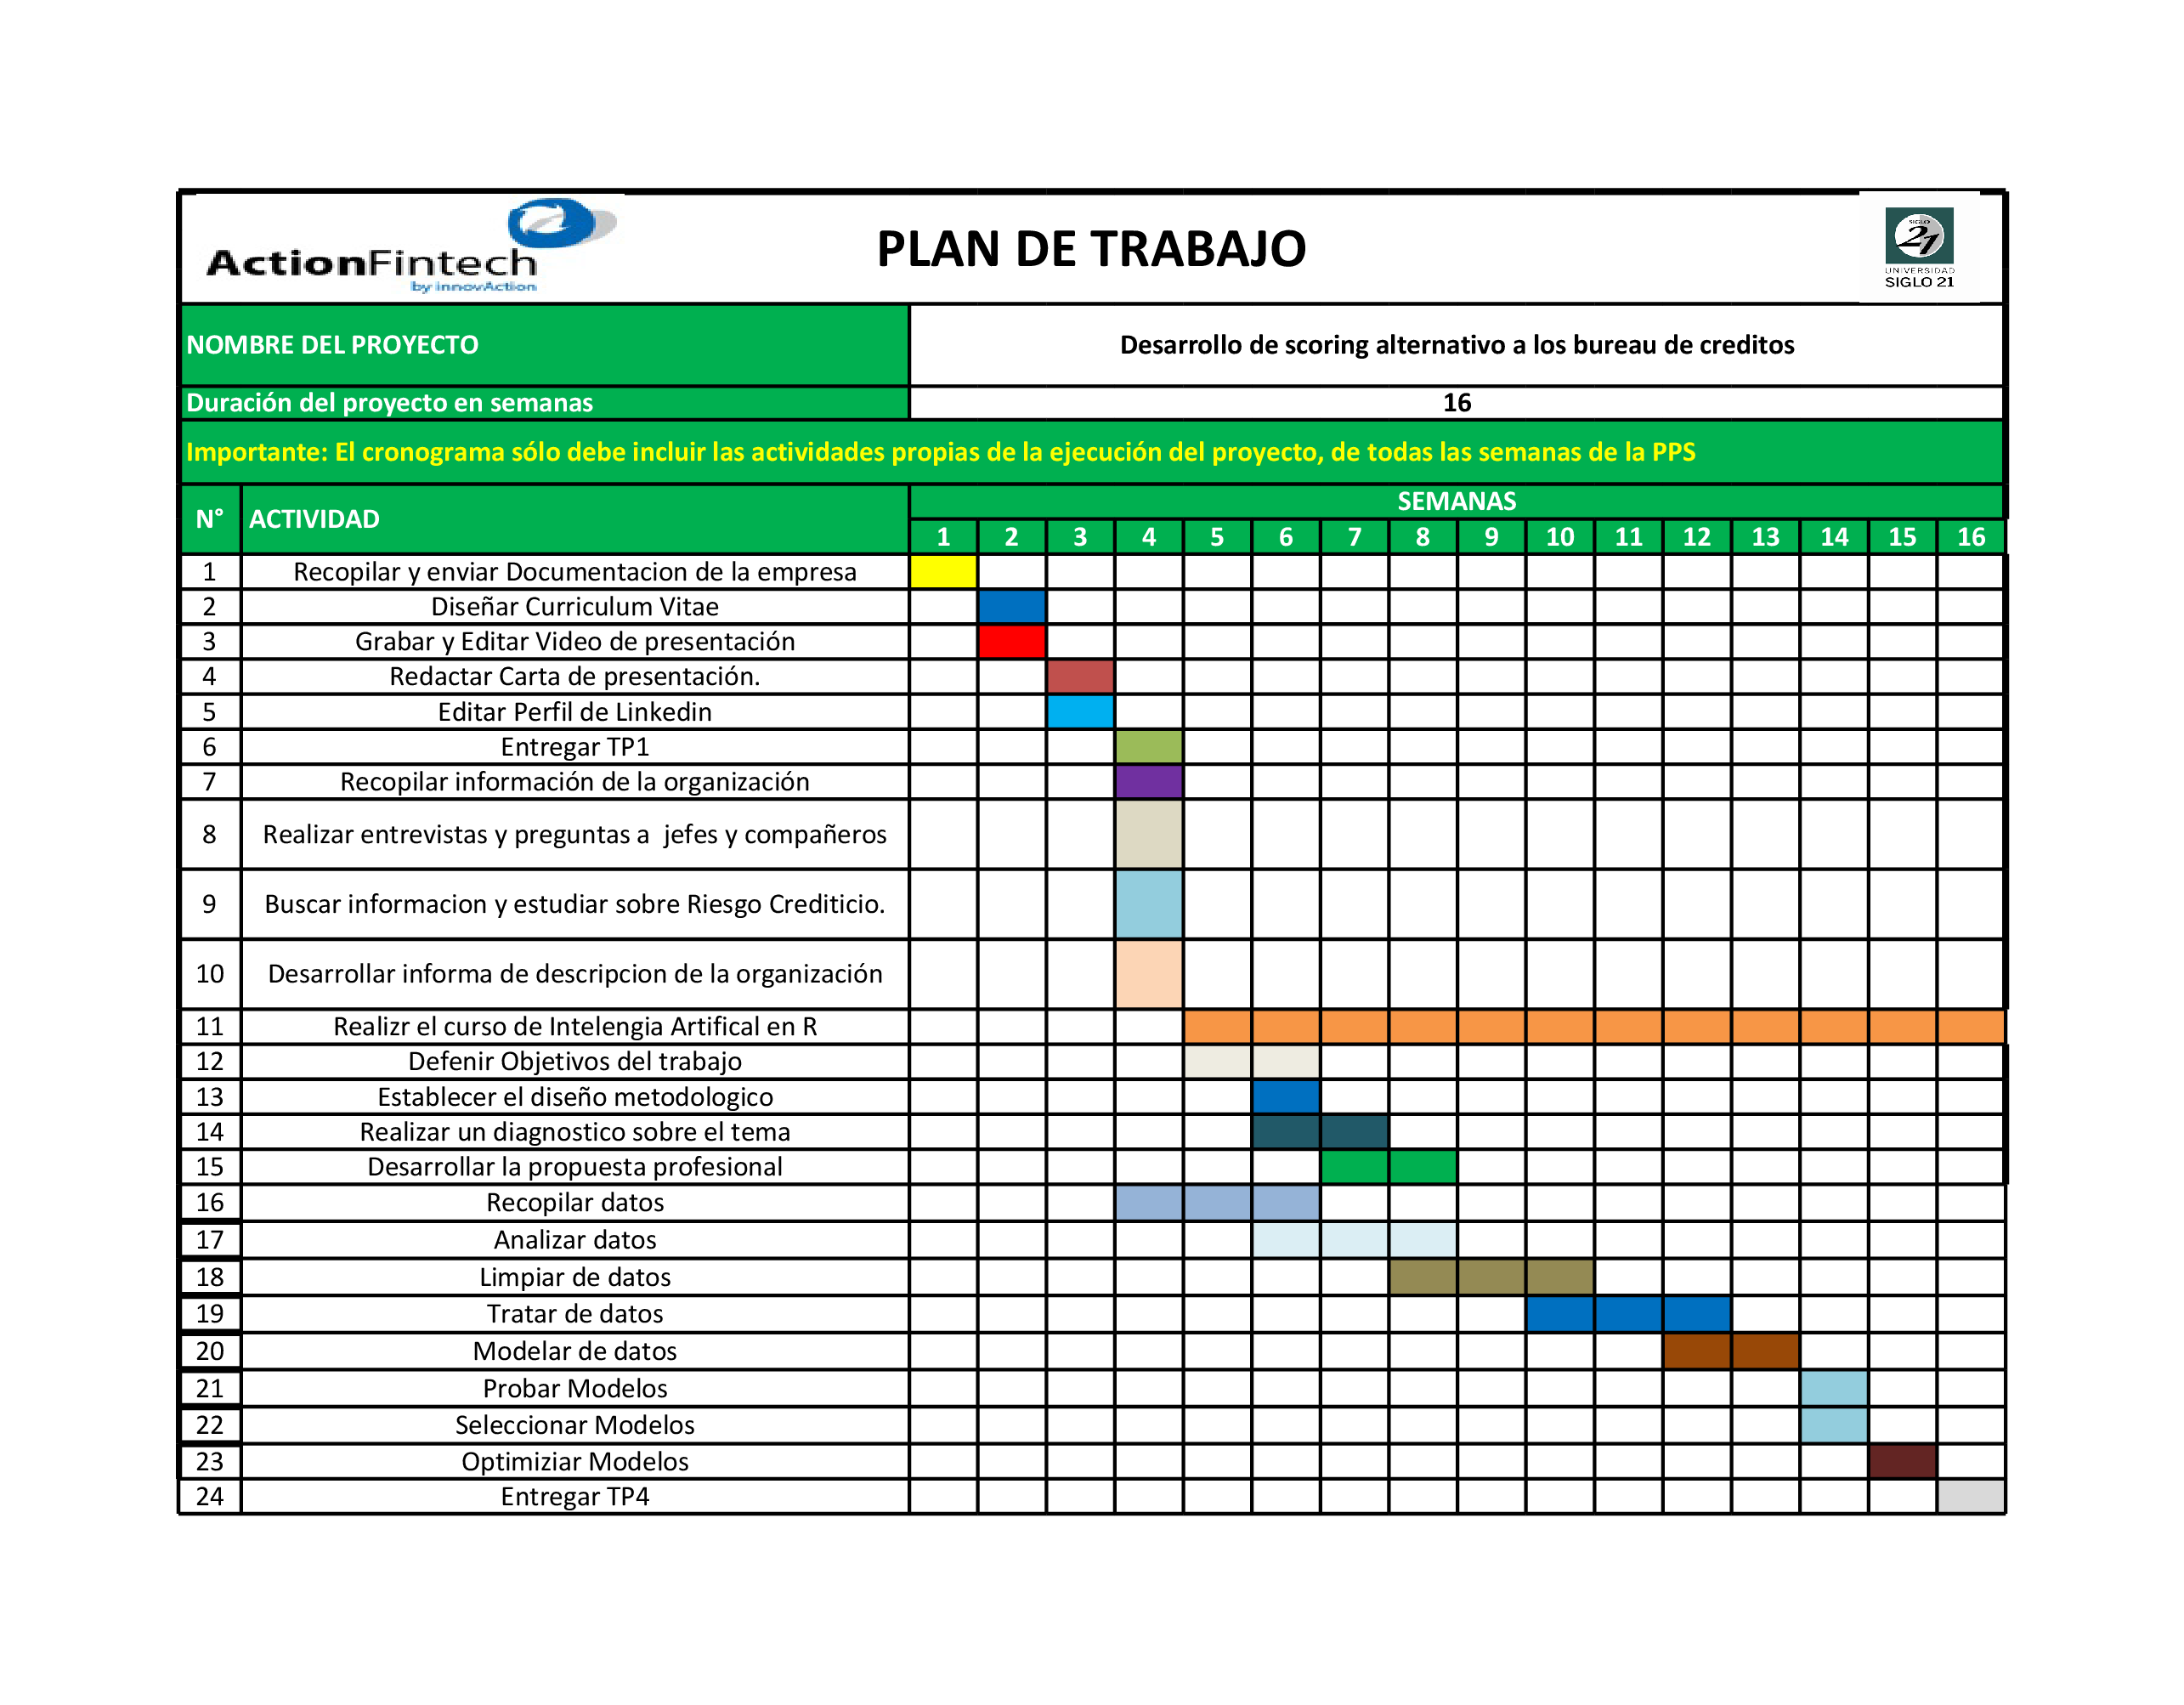 ActionFintech
by innovAction
PLAN DE TRABAJO
SIGLO
21
UNIVERSIDAD
SIGLO 21
NOMBRE DEL PROYECTO
Desarrollo de scoring alternativo a los bureau de creditos
Duración del proyecto en semanas
16
Importante: El cronograma sólo debe incluir las actividades propias de la ejecución del proyecto, de todas las semanas de la PPS
N° ACTIVIDAD
SEMANAS
1 2 3 4 5 6 7 8 9 10 11 12 13 14 15 16
1 Recopilar y enviar Documentacion de la empresa
2 Diseñar Curriculum Vitae
3 Grabar y Editar Video de presentación
4 Redactar Carta de presentación.
5 Editar Perfil de Linkedin
6 Entregar TP1
7 Recopilar información de la organización
8 Realizar entrevistas y preguntas a jefes y compañeros
9 Buscar informacion y estudiar sobre Riesgo Crediticio.
10 Desarrollar informa de descripcion de la organización
11 Realizr el curso de Intelengia Artifical en R
12 Defenir Objetivos del trabajo
13 Establecer el diseño metodologico
14 Realizar un diagnostico sobre el tema
15 Desarrollar la propuesta profesional
16 Recopilar datos
17 Analizar datos
18 Limpiar de datos
19 Tratar de datos
20 Modelar de datos
21 Probar Modelos
22 Seleccionar Modelos
23 Optimiziar Modelos
24 Entregar TP4